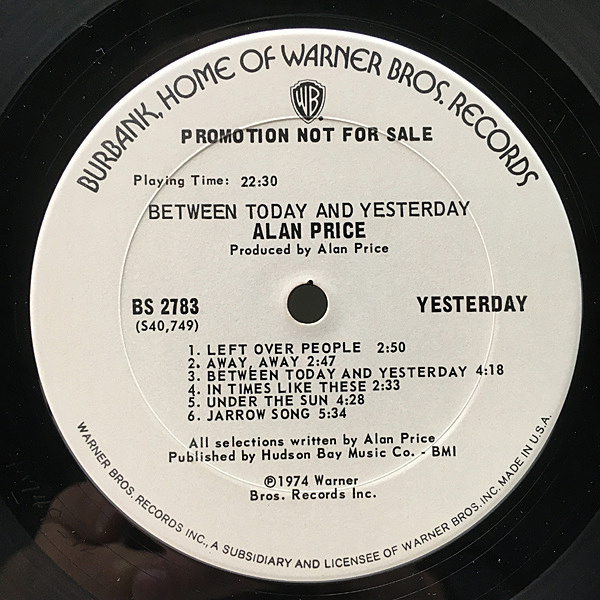 BURBANK, HOME OF WARNER BROS. RECORDS
WB
PROMOTION NOT FOR SALE
Playing Time: 22:30
BETWEEN TODAY AND YESTERDAY
ALAN PRICE
Produced by Alan Price
BS 2783
(S40,749)
YESTERDAY
1. LEFT OVER PEOPLE 2:50
2. AWAY, AWAY 2:47
3. BETWEEN TODAY AND YESTERDAY 4:18
4. IN TIMES LIKE THESE 2:33
5. UNDER THE SUN 4:28
6. JARROW SONG 5:34
All selections written by Alan Price
Published by Hudson Bay Music Co. - BMI
℗1974 Warner
Bros. Records Inc.
WARNER BROS. RECORDS INC., A SUBSIDIARY AND LICENSEE OF WARNER BROS. INC. MADE IN U.S.A.